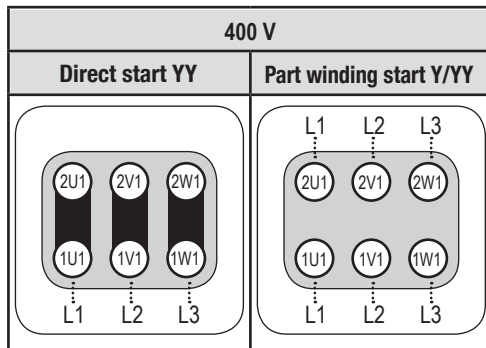 400 V
Direct start YY
Part winding start Y/YY
L1 L2 L3
2U1 2V1 2W1
2U1 2V1 2W1
1U1 1V1 1W1
1U1 1V1 1W1
L1 L2 L3
L1 L2 L3